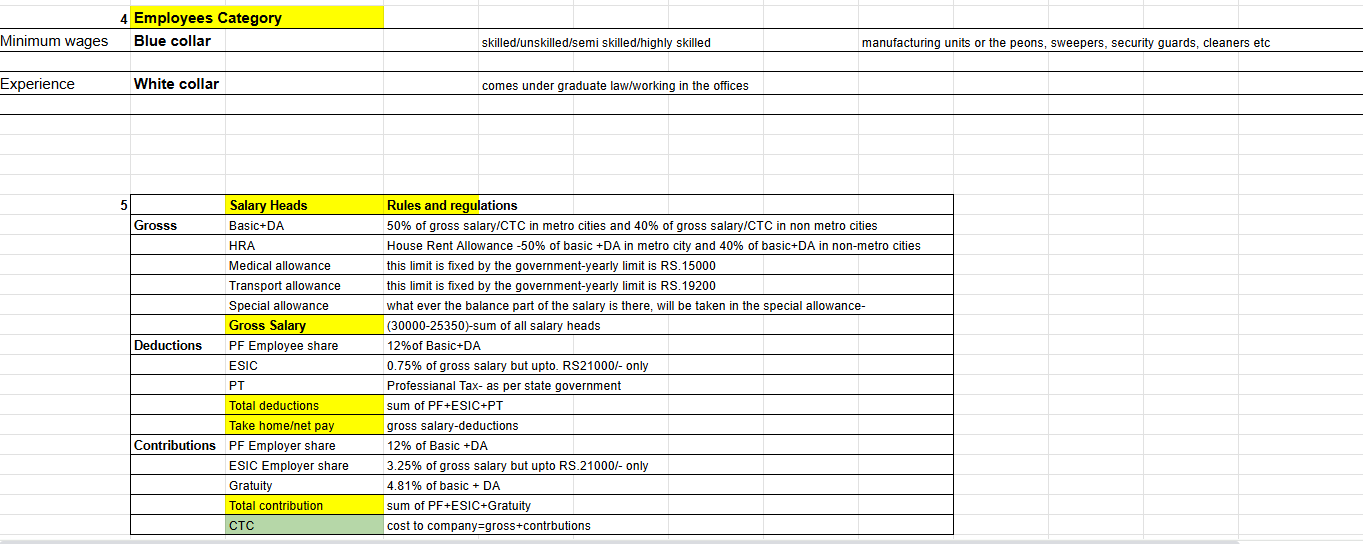 4 Employees Category
Minimum wages Blue collar skilled/unskilled/semi skilled/highly skilled manufacturing units or the peons, sweepers, security guards, cleaners etc
Experience White collar comes under graduate law/working in the offices
5 Salary Heads Rules and regulations
Grosss Basic+DA 50% of gross salary/CTC in metro cities and 40% of gross salary/CTC in non metro cities
HRA House Rent Allowance -50% of basic +DA in metro city and 40% of basic+DA in non-metro cities
Medical allowance this limit is fixed by the government-yearly limit is RS.15000
Transport allowance this limit is fixed by the government-yearly limit is RS.19200
Special allowance what ever the balance part of the salary is there, will be taken in the special allowance-
Gross Salary (30000-25350)-sum of all salary heads
Deductions PF Employee share 12%of Basic+DA
ESIC 0.75% of gross salary but upto. RS21000/- only
PT Professianal Tax- as per state government
Total deductions sum of PF+ESIC+PT
Take home/net pay gross salary-deductions
Contributions PF Employer share 12% of Basic +DA
ESIC Employer share 3.25% of gross salary but upto RS.21000/- only
Gratuity 4.81% of basic + DA
Total contribution sum of PF+ESIC+Gratuity
CTC cost to company=gross+contrbutions